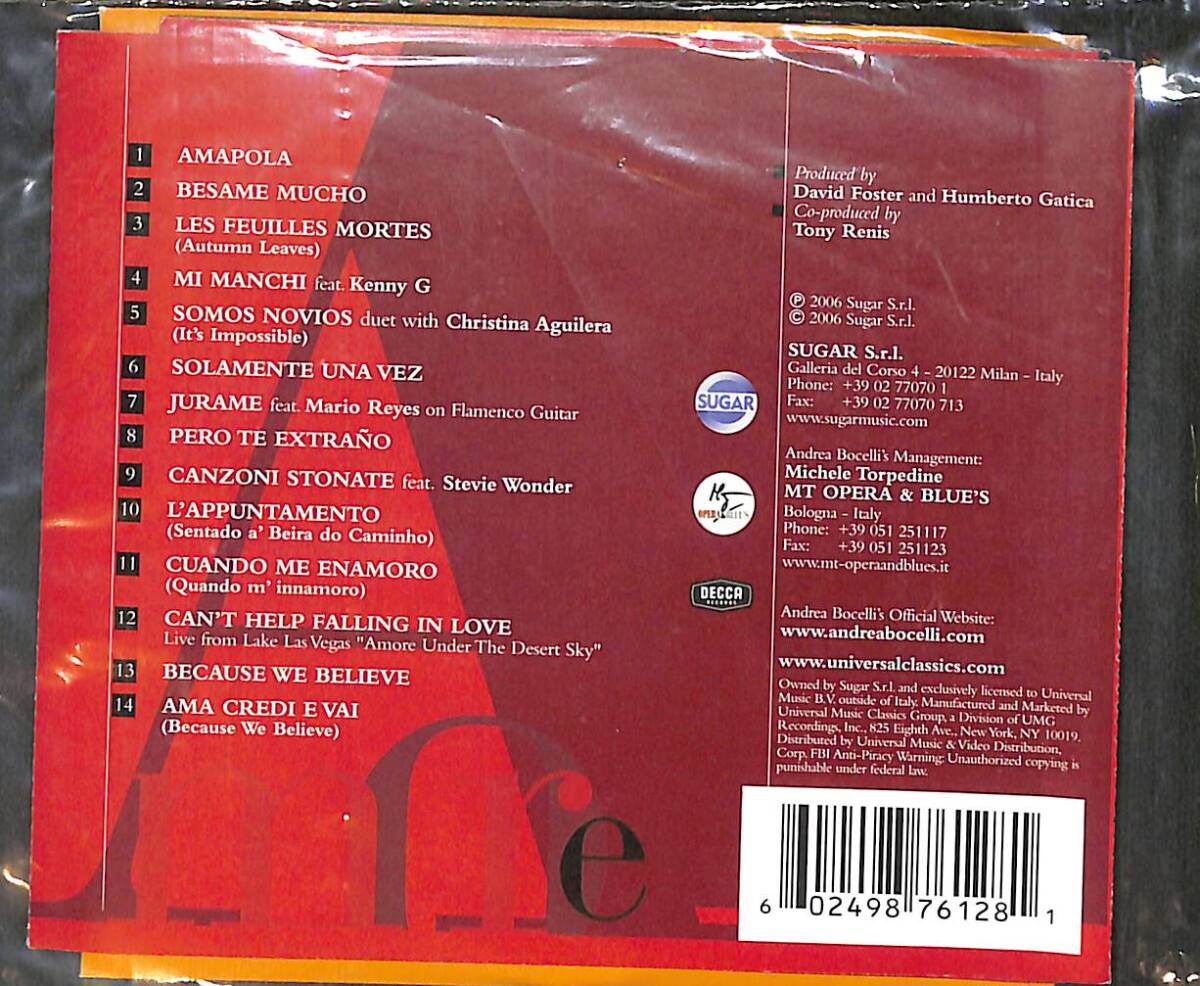 1 AMAPOLA
2 BESAME MUCHO
3 LES FEUILLES MORTES
(Autumn Leaves)
4 MI MANCHI feat. Kenny G
5 SOMOS NOVIOS duet with Christina Aguilera
(It's Impossible)
6 SOLAMENTE UNA VEZ
7 JURAME feat. Mario Reyes on Flamenco Guitar
8 PERO TE EXTRAÑO
9 CANZONI STONATE feat. Stevie Wonder
10 L'APPUNTAMENTO
(Sentado a' Beira do Caminho)
11 CUANDO ME ENAMORO
(Quando m' innamoro)
12 CAN'T HELP FALLING IN LOVE
Live from Lake Las Vegas "Amore Under The Desert Sky"
13 BECAUSE WE BELIEVE
14 AMA CREDI E VAI
(Because We Believe)
Produced by
David Foster and Humberto Gatica
Co-produced by
Tony Renis
℗ 2006 Sugar S.r.l.
© 2006 Sugar S.r.l.
SUGAR S.r.l.
Galleria del Corso 4 - 20122 Milan - Italy
Phone: +39 02 77070 1
Fax: +39 02 77070 713
www.sugarmusic.com
Andrea Bocelli's Management:
Michele Torpedine
MT OPERA & BLUE'S
Bologna - Italy
Phone: +39 051 251117
Fax: +39 051 251123
www.mt-operaandblues.it
Andrea Bocelli's Official Website:
www.andreabocelli.com
www.universalclassics.com
Owned by Sugar S.r.l. and exclusively licensed to Universal
Music B.V. outside of Italy. Manufactured and Marketed by
Universal Music Classics Group, a Division of UMG
Recordings, Inc., 825 Eighth Ave., New York, NY 10019.
Distributed by Universal Music & Video Distribution,
Corp. FBI Anti-Piracy Warning: Unauthorized copying is
punishable under federal law.
SUGAR
DECCA
RECORDS
e
6 02498 76128 1